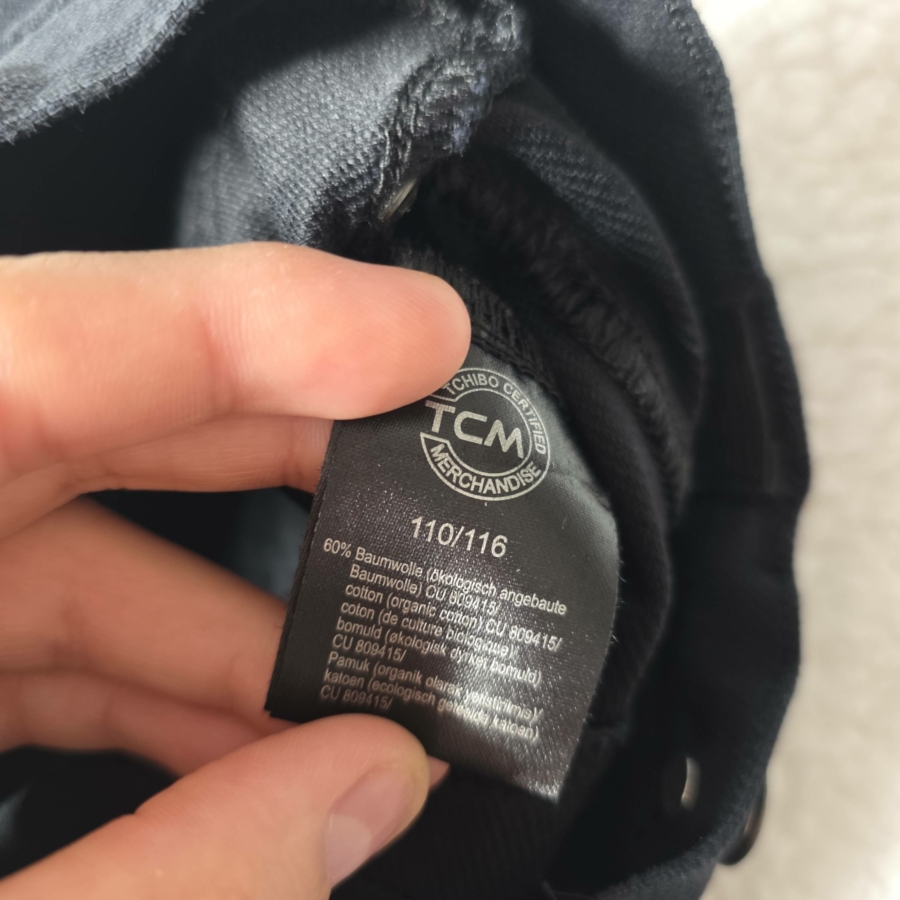 TCHIBO CERTIFIED
TCM
MERCHANDISE
110/116
60% Baumwolle (ökologisch angebaute
Baumwolle) CU 809415/
cotton (organic cotton) CU 809415/
coton (de culture biologique)/
bomuld (økologisk dyrket bomuld)
CU 809415/
Pamuk (organik olarak yetiştirilmiş)/
katoen (ecologisch geteelde katoen)
CU 809415/